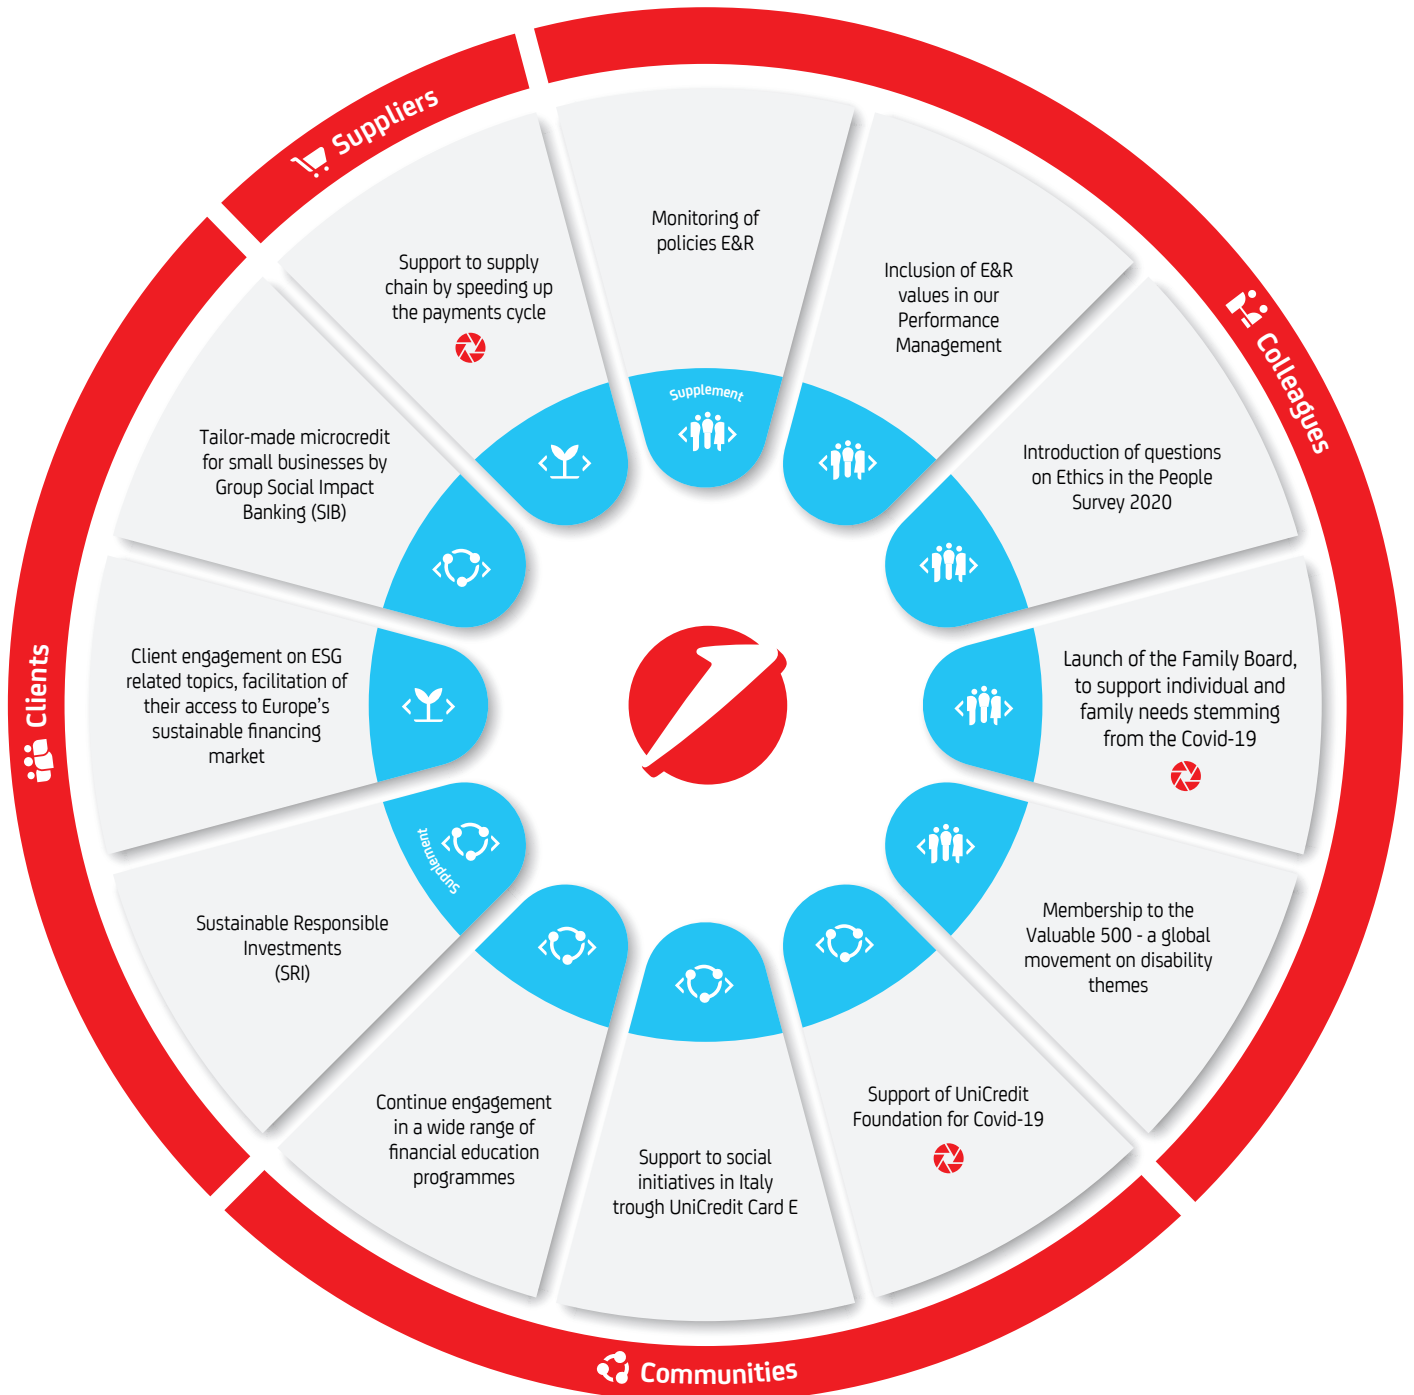 Suppliers
Colleagues
Communities
Clients
Monitoring of
policies E&R
Supplement
Inclusion of E&R
values in our
Performance
Management
Introduction of questions
on Ethics in the People
Survey 2020
Launch of the Family Board,
to support individual and
family needs stemming
from the Covid-19
Membership to the
Valuable 500 - a global
movement on disability
themes
Support of UniCredit
Foundation for Covid-19
Support to social
initiatives in Italy
trough UniCredit Card E
Continue engagement
in a wide range of
financial education
programmes
Sustainable Responsible
Investments
(SRI)
Supplement
Client engagement on ESG
related topics, facilitation of
their access to Europe’s
sustainable financing
market
Tailor-made microcredit
for small businesses by
Group Social Impact
Banking (SIB)
Support to supply
chain by speeding up
the payments cycle